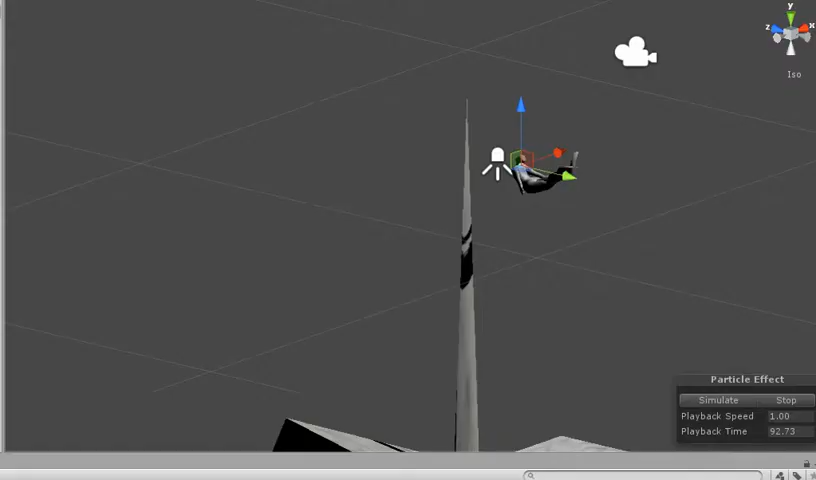 y
z
x
Iso
Particle Effect
Simulate Stop
Playback Speed 1.00
Playback Time 92.73